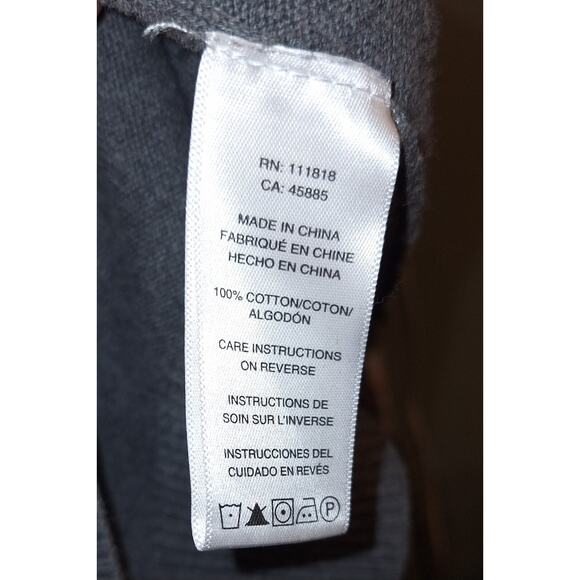 RN: 111818
CA: 45885
MADE IN CHINA
FABRIQUÉ EN CHINE
HECHO EN CHINA
100% COTTON/COTON/
ALGODÓN
CARE INSTRUCTIONS
ON REVERSE
INSTRUCTIONS DE
SOIN SUR L'INVERSE
INSTRUCCIONES DEL
CUIDADO EN REVÉS
P